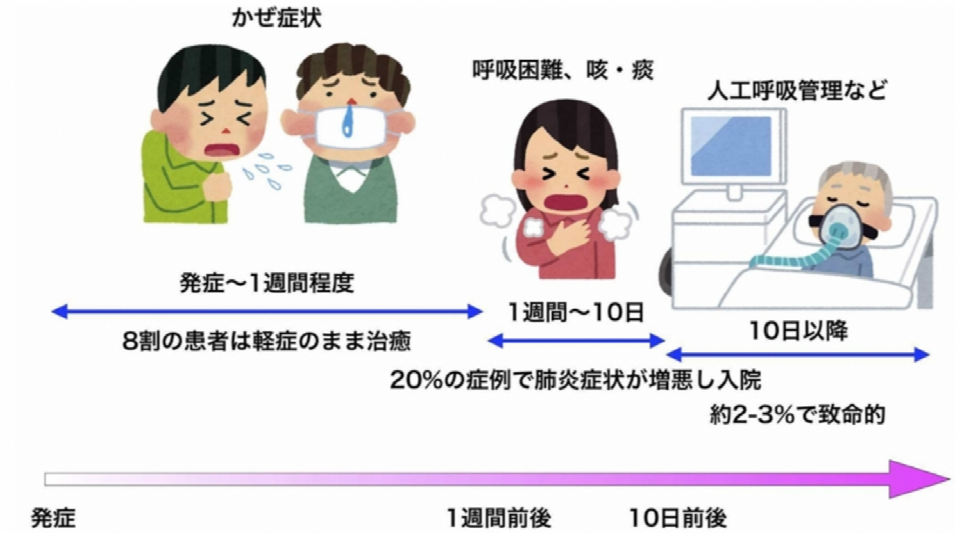 かぜ症状
呼吸困難、咳・痰
人工呼吸管理など
発症〜1週間程度
8割の患者は軽症のまま治癒
1週間〜10日
20%の症例で肺炎症状が増悪し入院
10日以降
約2-3%で致命的
発症
1週間前後
10日前後